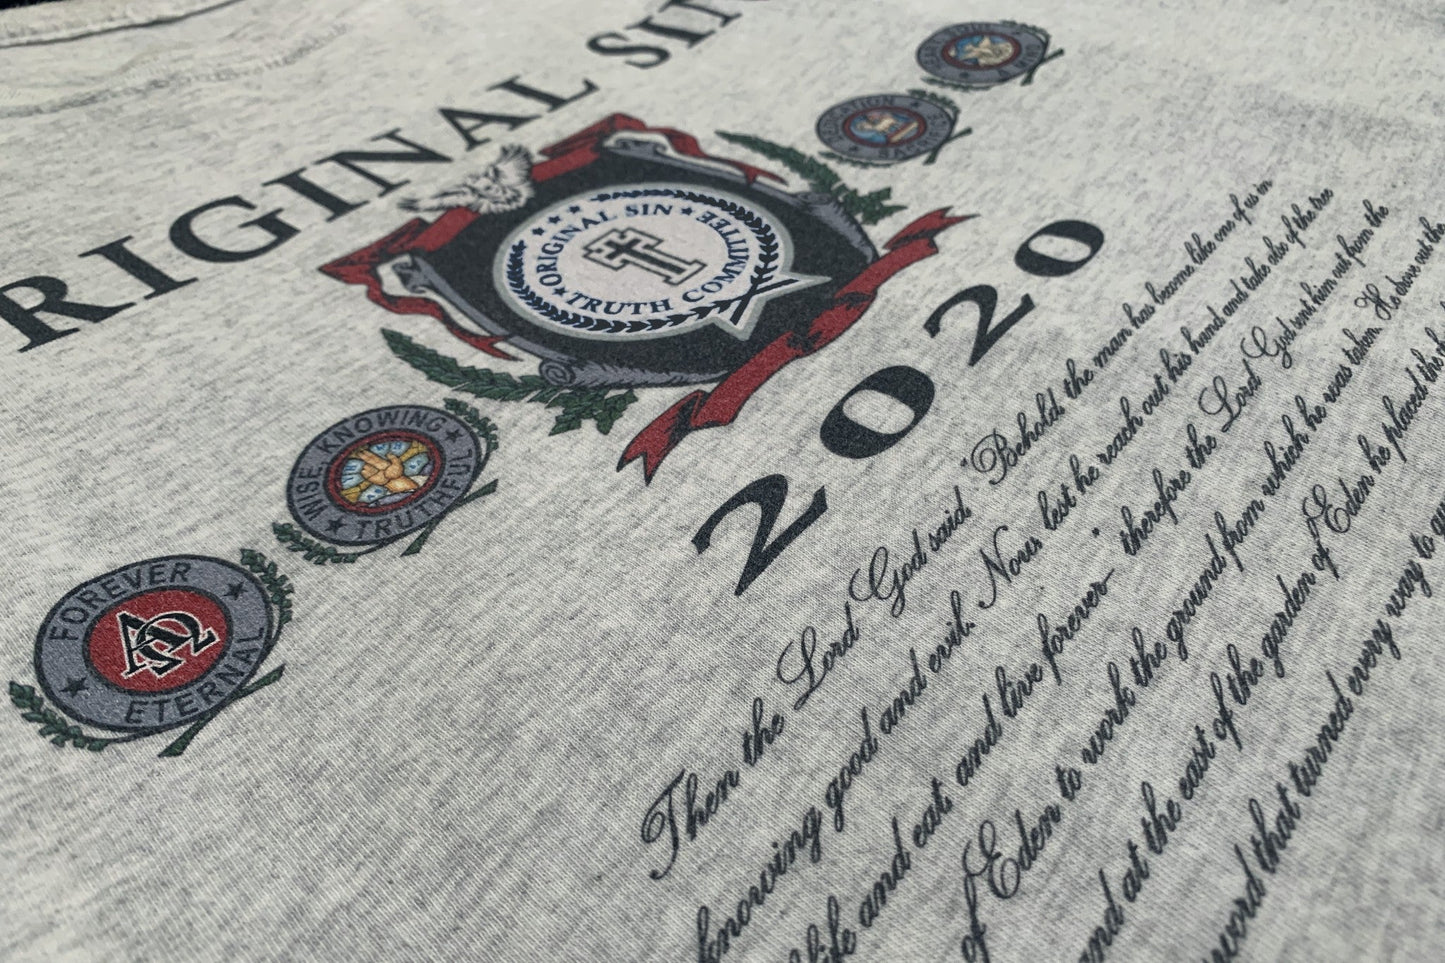 RIGINAL SIN
ORIGINAL SIN
TRUTH COMMITTEE
T
WISE, KNOWING
TRUTHFUL
FOREVER
ΑΩ
ETERNAL
2020
Then the Lord God said, "Behold, the man has become like one of us in
knowing good and evil. Now, lest he reach out his hand and take also of the tree
life and eat, and live forever—" therefore the Lord God sent him out from the
of Eden to work the ground from which he was taken. He drove out the
and at the east of the garden of Eden he placed the
word that turned every way to